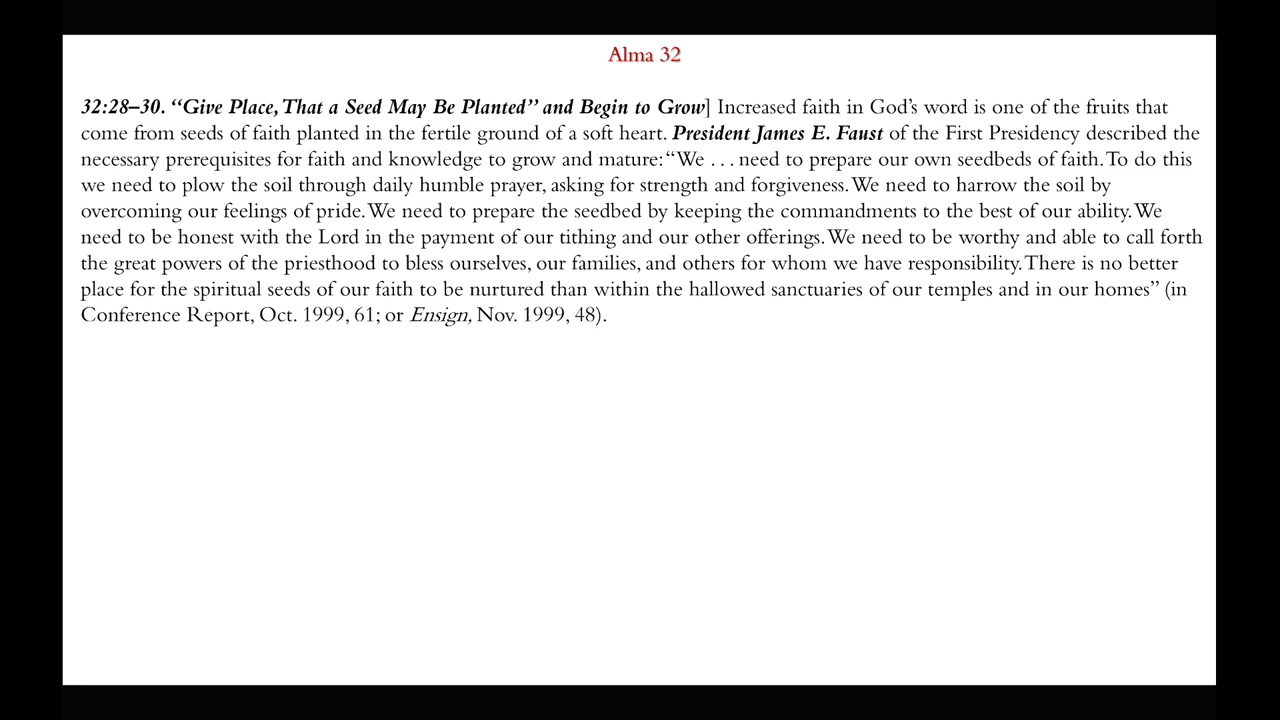 Alma 32
32:28–30. “Give Place, That a Seed May Be Planted” and Begin to Grow] Increased faith in God’s word is one of the fruits that
come from seeds of faith planted in the fertile ground of a soft heart. President James E. Faust of the First Presidency described the
necessary prerequisites for faith and knowledge to grow and mature: “We . . . need to prepare our own seedbeds of faith. To do this
we need to plow the soil through daily humble prayer, asking for strength and forgiveness. We need to harrow the soil by
overcoming our feelings of pride. We need to prepare the seedbed by keeping the commandments to the best of our ability. We
need to be honest with the Lord in the payment of our tithing and our other offerings. We need to be worthy and able to call forth
the great powers of the priesthood to bless ourselves, our families, and others for whom we have responsibility. There is no better
place for the spiritual seeds of our faith to be nurtured than within the hallowed sanctuaries of our temples and in our homes” (in
Conference Report, Oct. 1999, 61; or Ensign, Nov. 1999, 48).